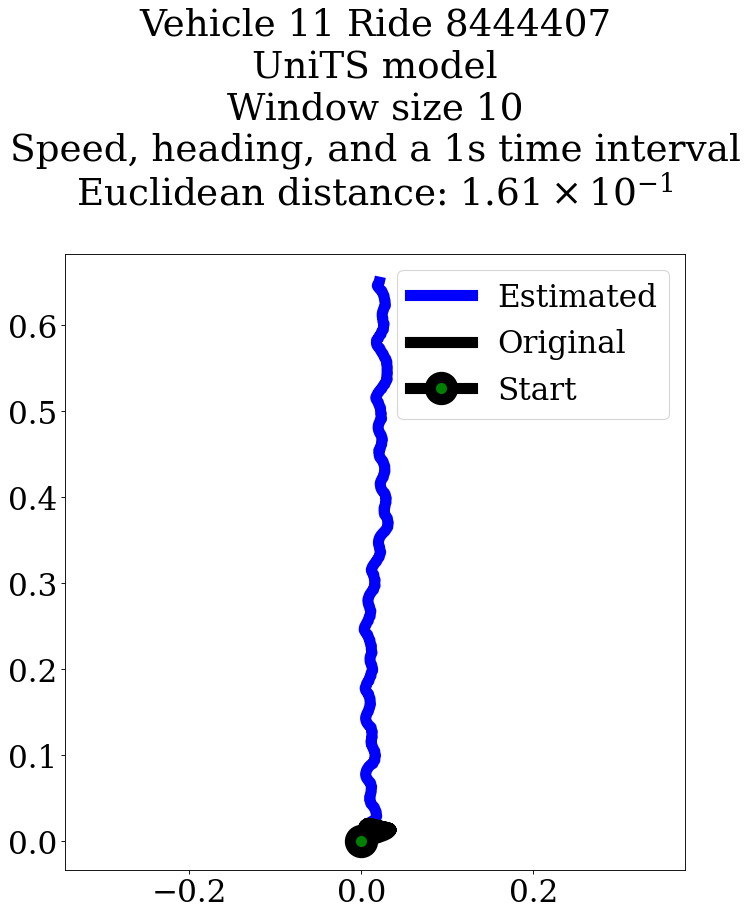 Vehicle 11 Ride 8444407
UniTS model
Window size 10
Speed, heading, and a 1s time interval
Euclidean distance: 1.61 × 10⁻¹
Estimated
Original
Start
0.6
0.5
0.4
0.3
0.2
0.1
0.0
−0.2 0.0 0.2